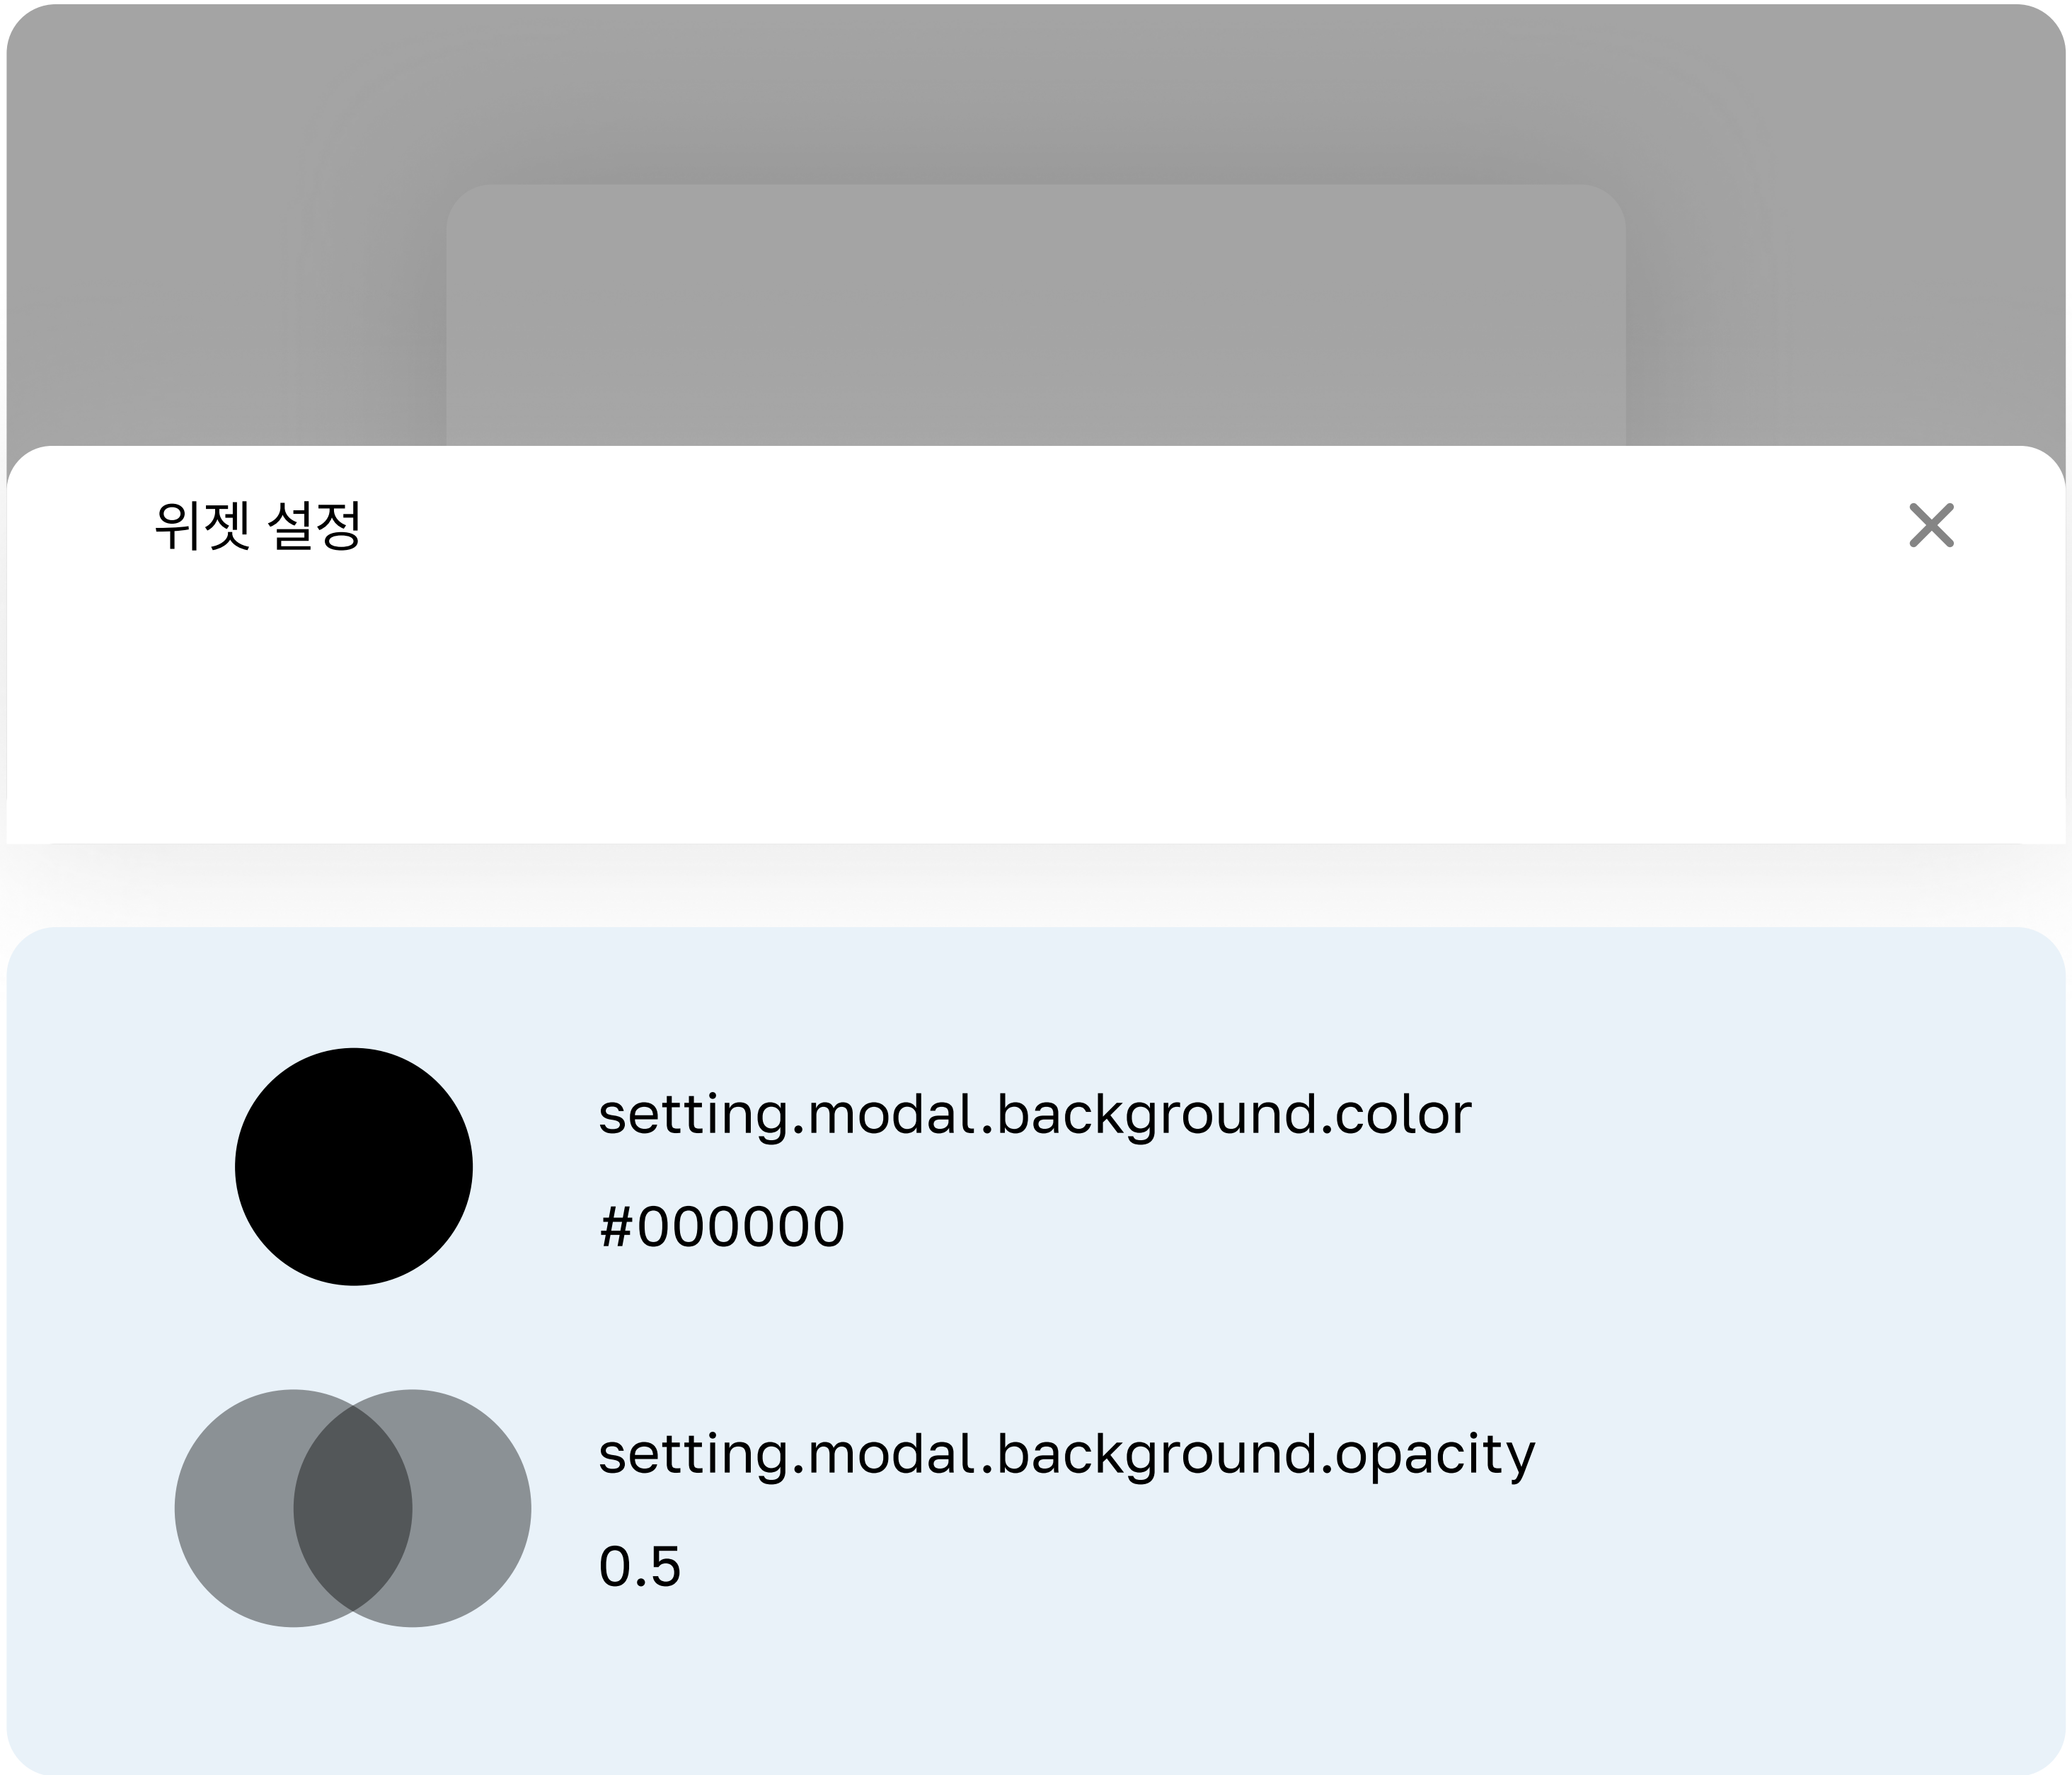 위젯 설정
setting.modal.background.color
#000000
setting.modal.background.opacity
0.5